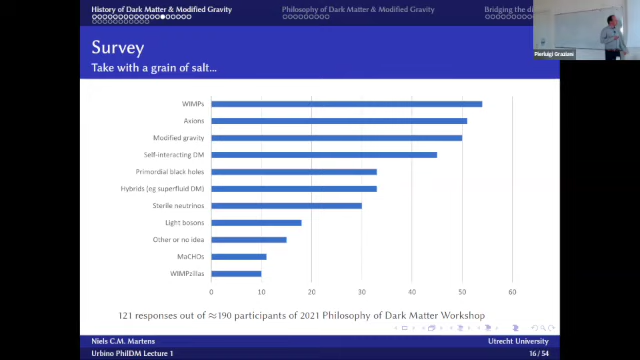 History of Dark Matter & Modified Gravity
Philosophy of Dark Matter & Modified Gravity
Bridging the di
Survey
Take with a grain of salt...
Pierluigi Graziani
WIMPs
Axions
Modified gravity
Self-interacting DM
Primordial black holes
Hybrids (eg superfluid DM)
Sterile neutrinos
Light bosons
Other or no idea
MaCHOs
WIMPzillas
0 10 20 30 40 50 60
121 responses out of ≈190 participants of 2021 Philosophy of Dark Matter Workshop
Niels C.M. Martens
Utrecht University
Urbino PhilDM Lecture 1
16 / 54